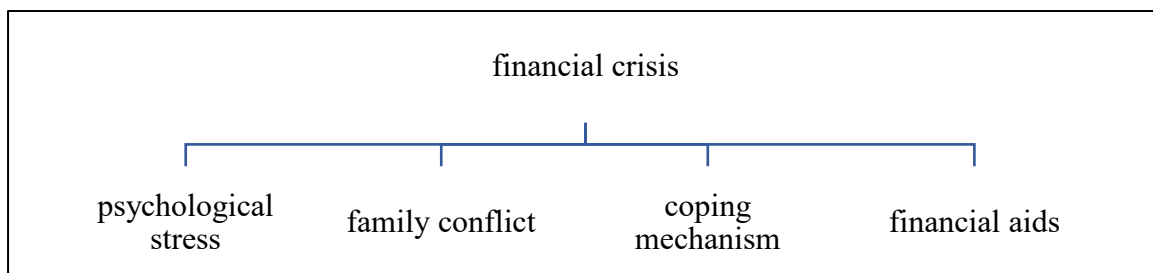 financial crisis
psychological
stress
family conflict
coping
mechanism
financial aids